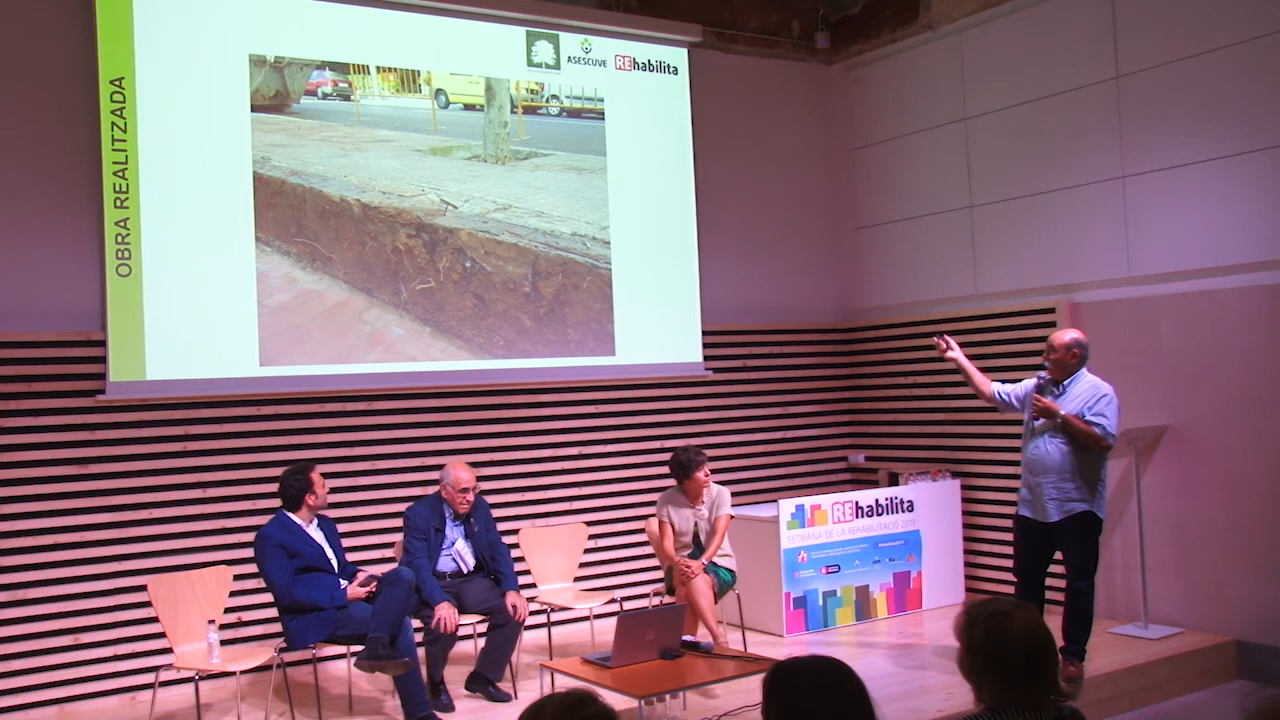 OBRA REALITZADA
ASESCUVE
REhabilita
REhabilita
SETMANA DE LA REHABILITACIÓ 2019